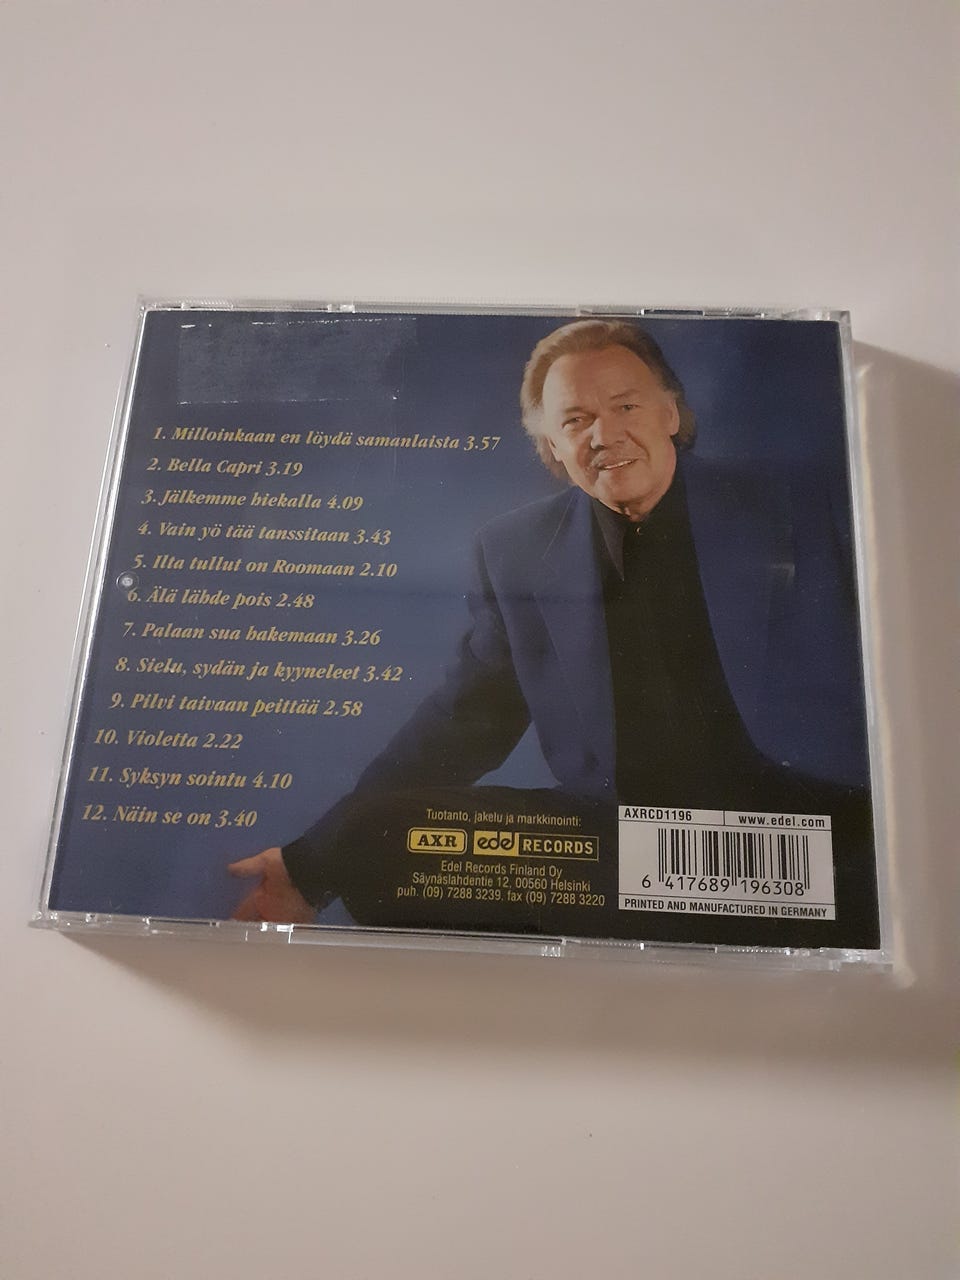 1. Milloinkaan en löydä samanlaista 3.57
2. Bella Capri 3.19
3. Jälkemme hiekalla 4.09
4. Vain yö tää tanssitaan 3.43
5. Ilta tullut on Roomaan 2.10
6. Älä lähde pois 2.48
7. Palaan sua hakemaan 3.26
8. Sielu, sydän ja kyyneleet 3.42
9. Pilvi taivaan peittää 2.58
10. Violetta 2.22
11. Syksyn sointu 4.10
12. Näin se on 3.40
Tuotanto, jakelu ja markkinointi:
AXR edel RECORDS
Edel Records Finland Oy
Säynäslahdentie 12, 00560 Helsinki
puh. (09) 7288 3239. fax (09) 7288 3220
AXRCD1196 www.edel.com
6 417689 196308
PRINTED AND MANUFACTURED IN GERMANY